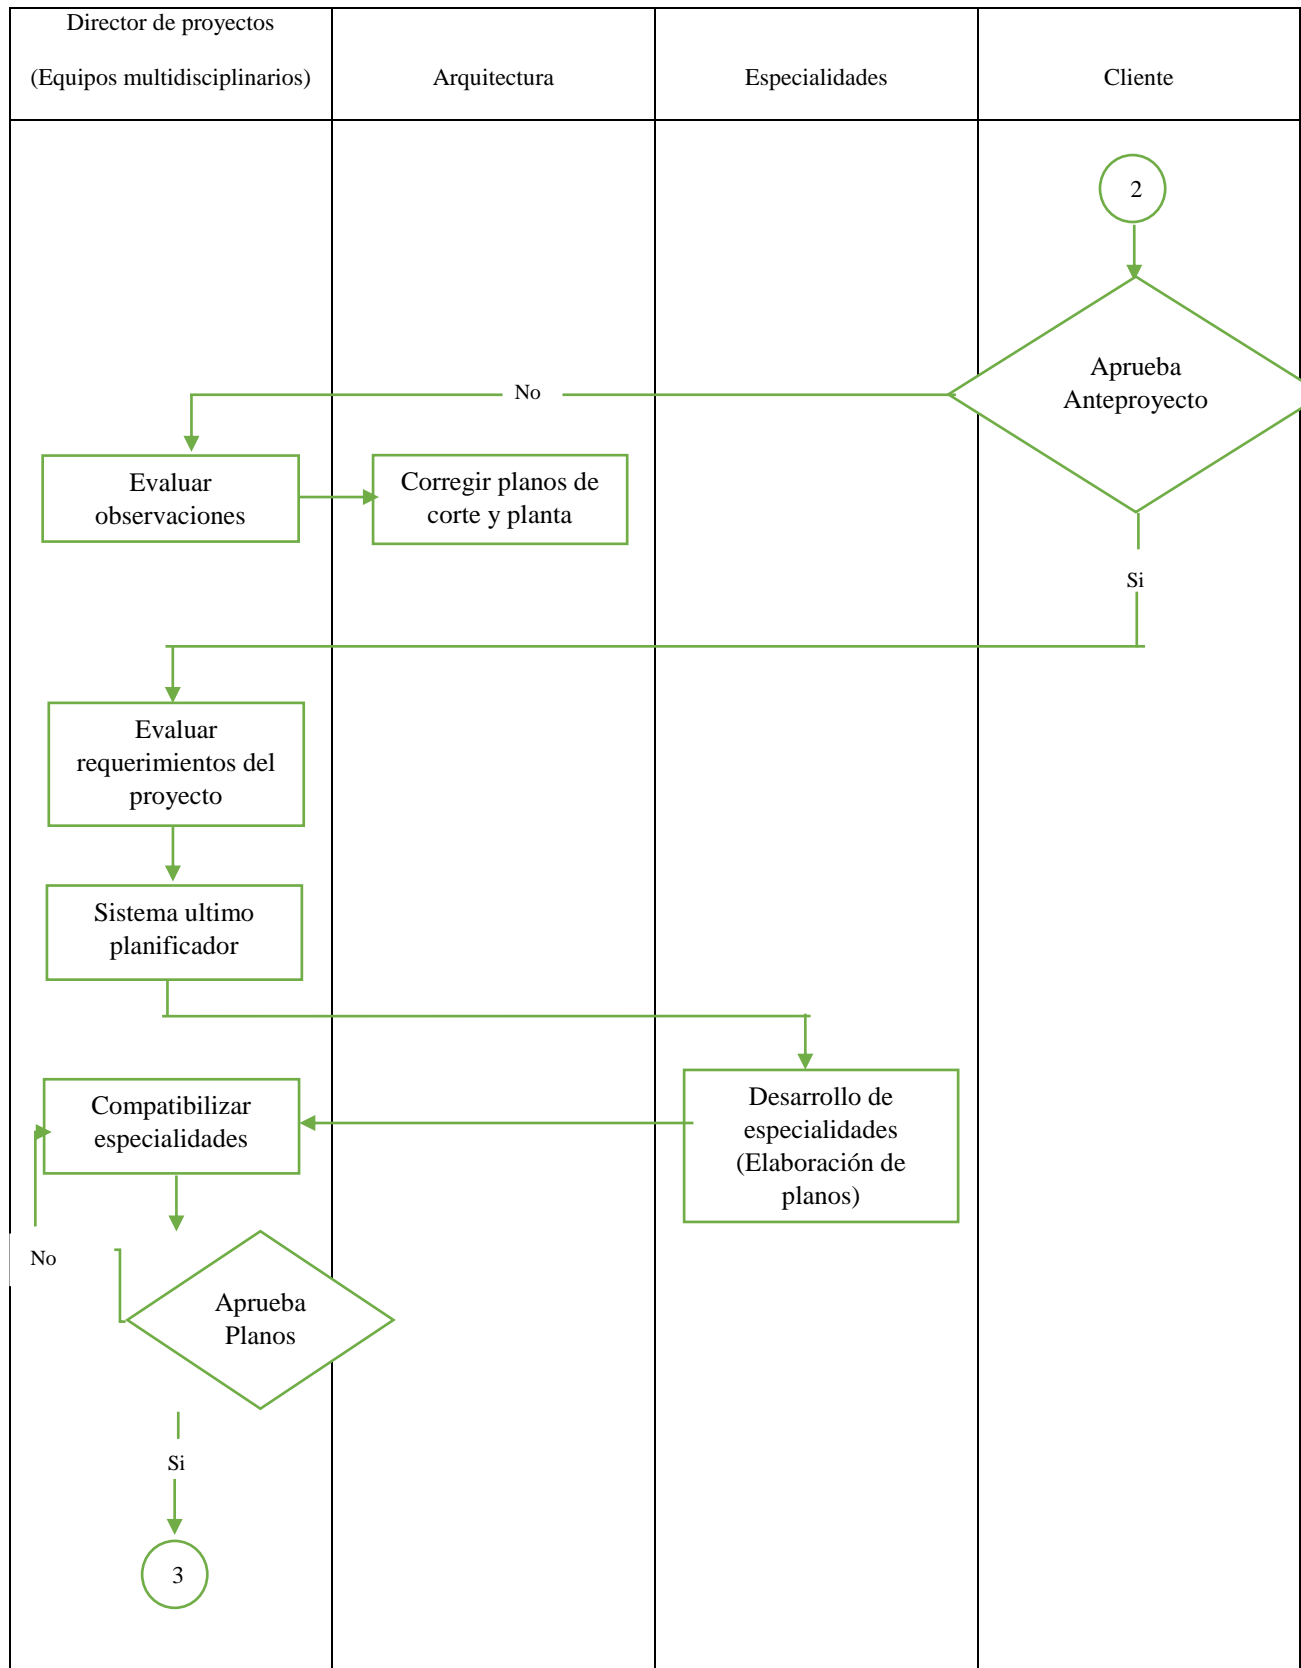 Director de proyectos
(Equipos multidisciplinarios)
Arquitectura
Especialidades
Cliente
2
Aprueba
Anteproyecto
No
Evaluar
observaciones
Corregir planos de
corte y planta
Si
Evaluar
requerimientos del
proyecto
Sistema ultimo
planificador
Compatibilizar
especialidades
Desarrollo de
especialidades
(Elaboración de
planos)
No
Aprueba
Planos
Si
3